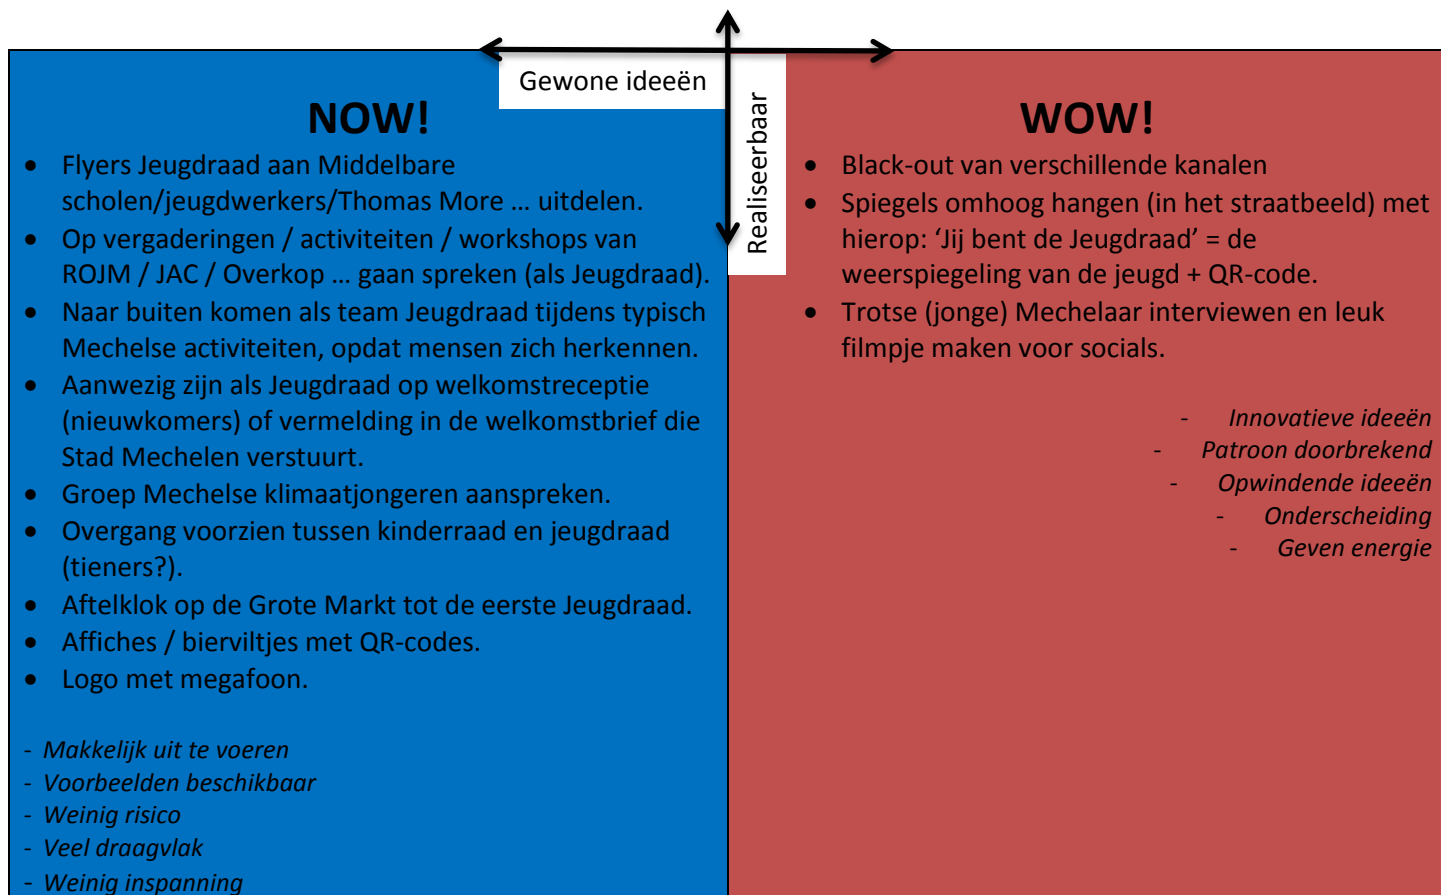 Gewone ideeën
Realiseerbaar
NOW!
• Flyers Jeugdraad aan Middelbare
scholen/jeugdwerkers/Thomas More … uitdelen.
• Op vergaderingen / activiteiten / workshops van
ROJM / JAC / Overkop … gaan spreken (als Jeugdraad).
• Naar buiten komen als team Jeugdraad tijdens typisch
Mechelse activiteiten, opdat mensen zich herkennen.
• Aanwezig zijn als Jeugdraad op welkomstreceptie
(nieuwkomers) of vermelding in de welkomstbrief die
Stad Mechelen verstuurt.
• Groep Mechelse klimaatjongeren aanspreken.
• Overgang voorzien tussen kinderraad en jeugdraad
(tieners?).
• Aftelklok op de Grote Markt tot de eerste Jeugdraad.
• Affiches / bierviltjes met QR-codes.
• Logo met megafoon.
- Makkelijk uit te voeren
- Voorbeelden beschikbaar
- Weinig risico
- Veel draagvlak
- Weinig inspanning
WOW!
• Black-out van verschillende kanalen
• Spiegels omhoog hangen (in het straatbeeld) met
hierop: ‘Jij bent de Jeugdraad’ = de
weerspiegeling van de jeugd + QR-code.
• Trotse (jonge) Mechelaar interviewen en leuk
filmpje maken voor socials.
- Innovatieve ideeën
- Patroon doorbrekend
- Opwindende ideeën
- Onderscheiding
- Geven energie